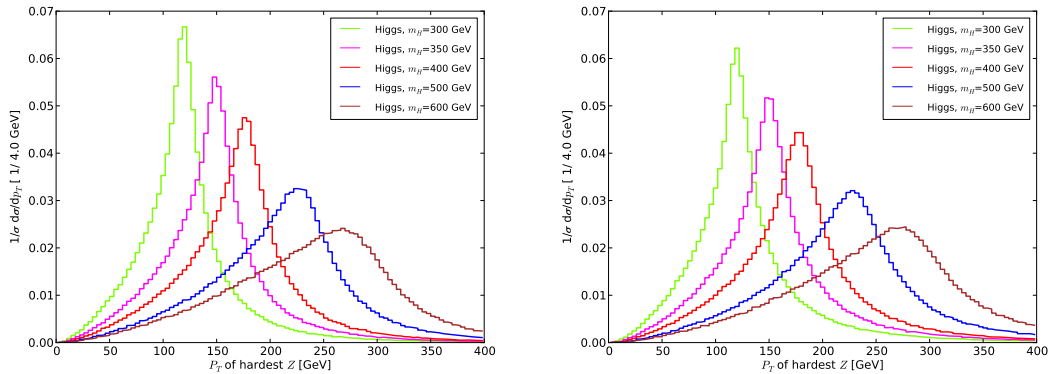 0.07
0.06
0.05
0.04
0.03
0.02
0.01
0.00
1/σ dσ/dp_T [ 1/ 4.0 GeV]
Higgs, m_H=300 GeV
Higgs, m_H=350 GeV
Higgs, m_H=400 GeV
Higgs, m_H=500 GeV
Higgs, m_H=600 GeV
0 50 100 150 200 250 300 350 400
P_T of hardest Z [GeV]
0.07
0.06
0.05
0.04
0.03
0.02
0.01
0.00
1/σ dσ/dp_T [ 1/ 4.0 GeV]
Higgs, m_H=300 GeV
Higgs, m_H=350 GeV
Higgs, m_H=400 GeV
Higgs, m_H=500 GeV
Higgs, m_H=600 GeV
0 50 100 150 200 250 300 350 400
P_T of hardest Z [GeV]